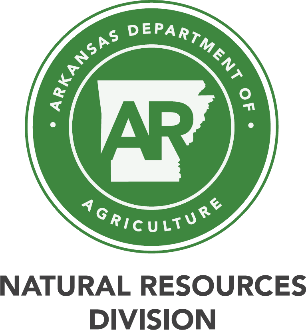 • ARKANSAS DEPARTMENT OF •
AR
AGRICULTURE
NATURAL RESOURCES
DIVISION